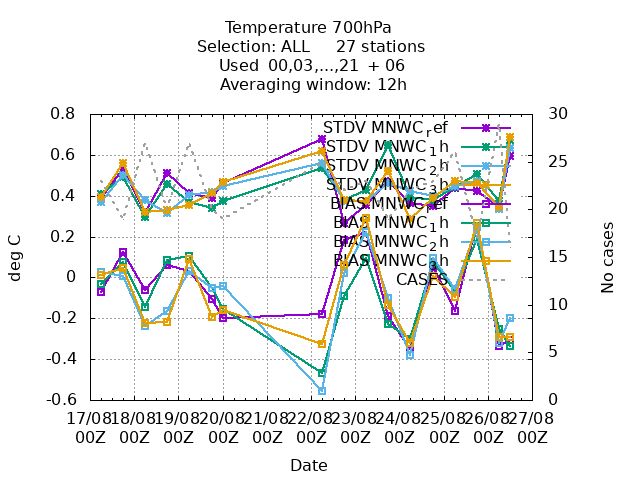 Temperature 700hPa
Selection: ALL 27 stations
Used 00,03,...,21 + 06
Averaging window: 12h
0.8
0.6
0.4
0.2
0
-0.2
-0.4
-0.6
30
25
20
15
10
5
0
deg C
No cases
STDV MNWC_ref
STDV MNWC_1h
STDV MNWC_2h
STDV MNWC_3h
BIAS MNWC_ref
BIAS MNWC_1h
BIAS MNWC_2h
BIAS MNWC_3h
CASES
17/08 18/08 19/08 20/08 21/08 22/08 23/08 24/08 25/08 26/08 27/08
00Z 00Z 00Z 00Z 00Z 00Z 00Z 00Z 00Z 00Z 00Z
Date